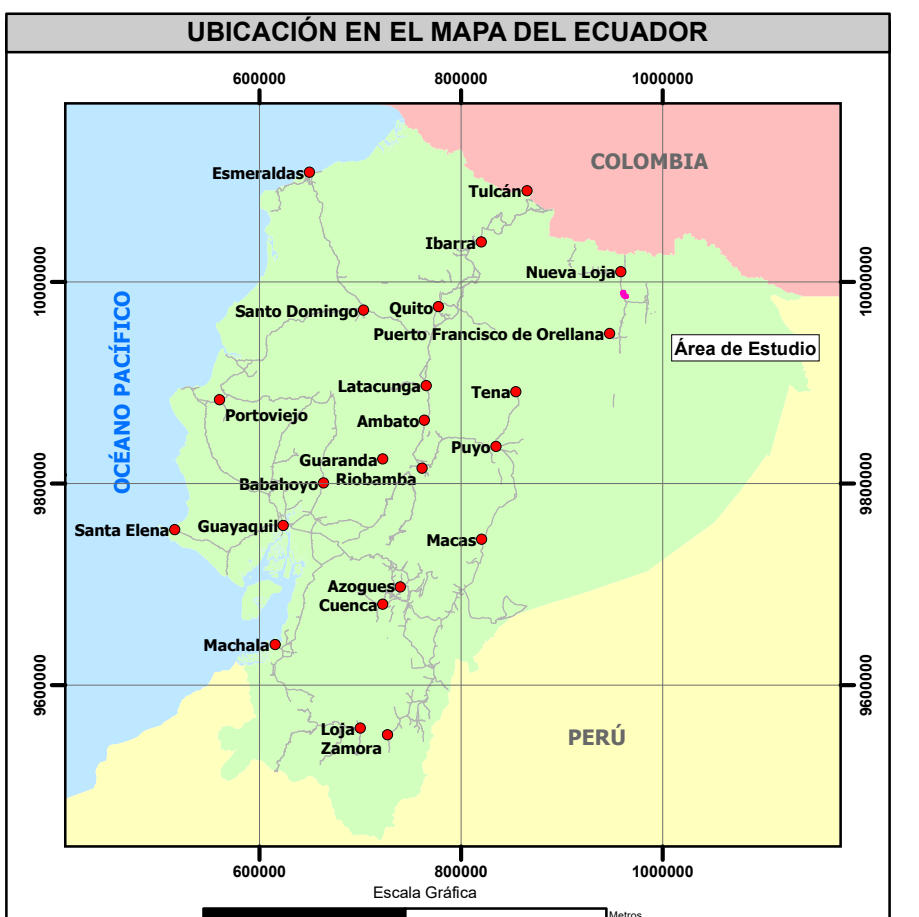 UBICACIÓN EN EL MAPA DEL ECUADOR
600000 800000 1000000
COLOMBIA
Esmeraldas
Tulcán
Ibarra
Nueva Loja
10000000 10000000
OCÉANO PACÍFICO
Santo Domingo
Quito
Puerto Francisco de Orellana
Área de Estudio
Latacunga
Tena
Portoviejo
Ambato
Puyo
Guaranda
Riobamba
Babahoyo
9800000 9800000
Santa Elena
Guayaquil
Macas
Azogues
Cuenca
Machala
9600000 9600000
Loja
Zamora
PERÚ
600000 800000 1000000
Escala Gráfica
Metros